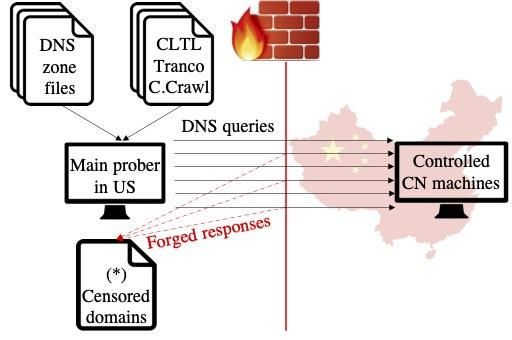 DNS
zone
files
CLTL
Tranco
C.Crawl
DNS queries
Main prober
in US
Controlled
CN machines
Forged responses
(*)
Censored
domains